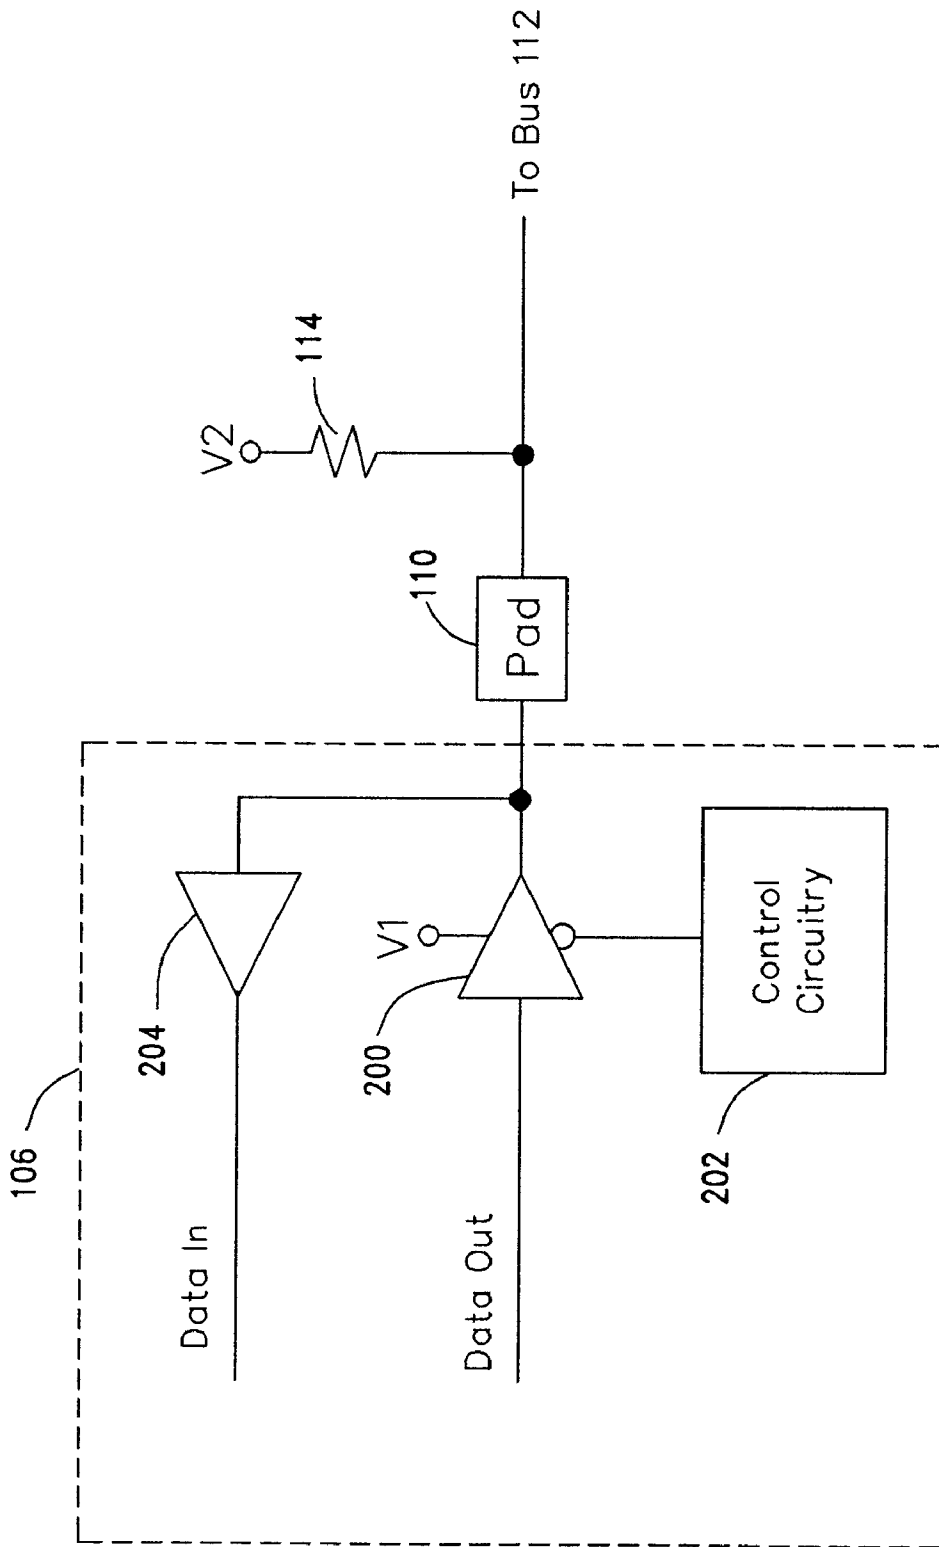 106
Data In
204
V2
114
V1
200
110
Pad
To Bus 112
Data Out
Control
Circuitry
202